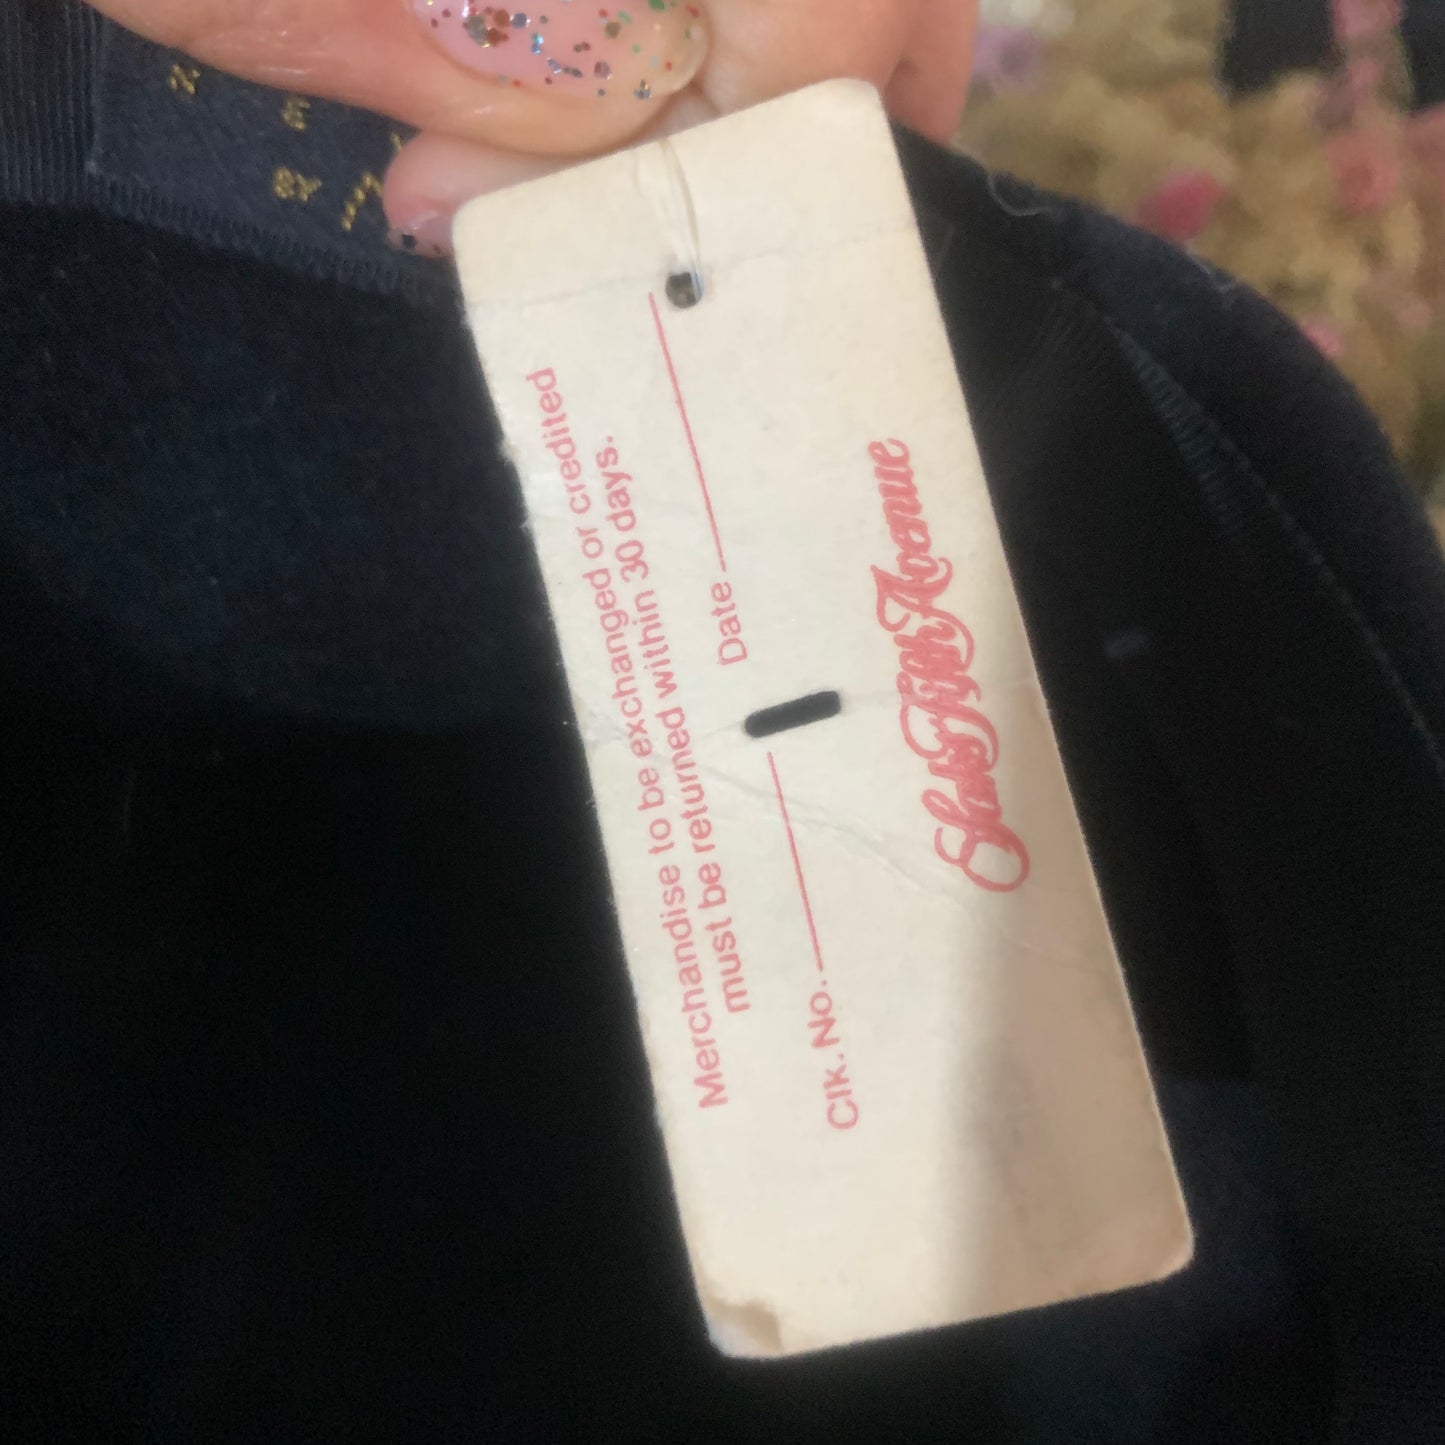 Merchandise to be exchanged or credited
must be returned within 30 days.
Clk. No. Date
Saks Fifth Avenue